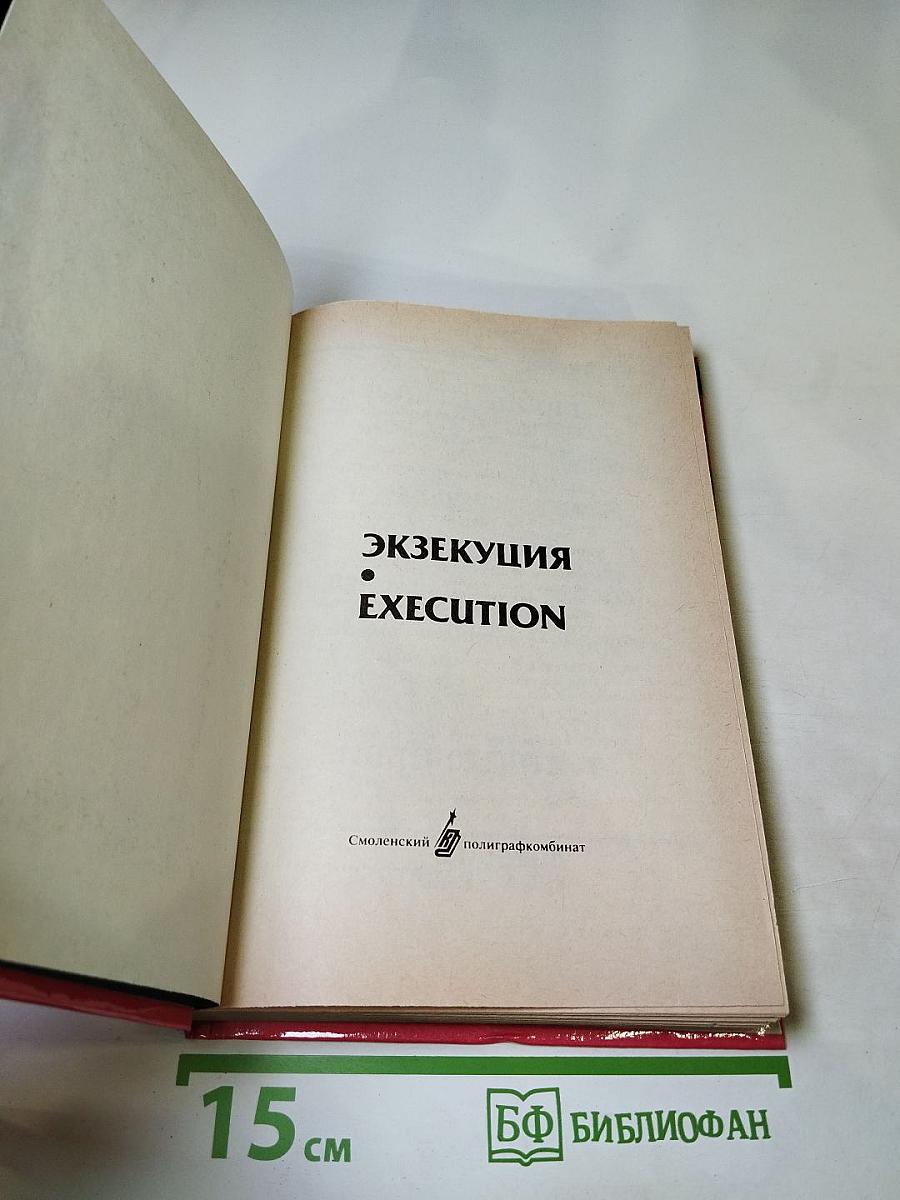 ЭКЗЕКУЦИЯ
•
EXECUTION
Смоленский полиграфкомбинат
15 см
БФ БИБЛИОФАН